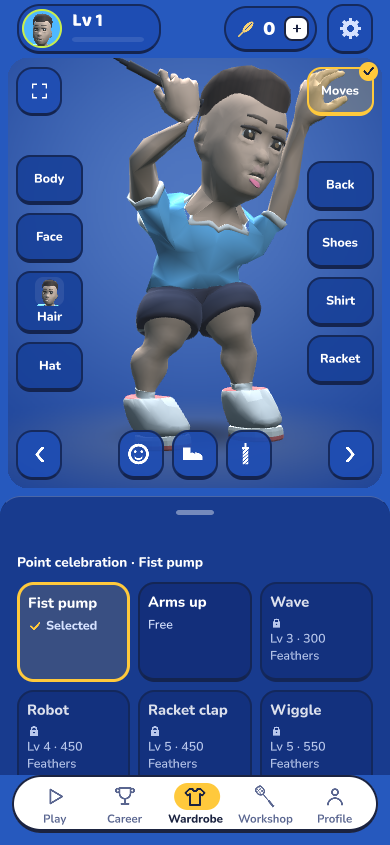 Lv 1
0
+
Moves
Body
Back
Face
Shoes
Hair
Shirt
Hat
Racket
Point celebration · Fist pump
Fist pump
Selected
Arms up
Free
Wave
Lv 3 · 300
Feathers
Robot
Lv 4 · 450
Feathers
Racket clap
Lv 5 · 450
Feathers
Wiggle
Lv 5 · 550
Feathers
Play
Career
Wardrobe
Workshop
Profile